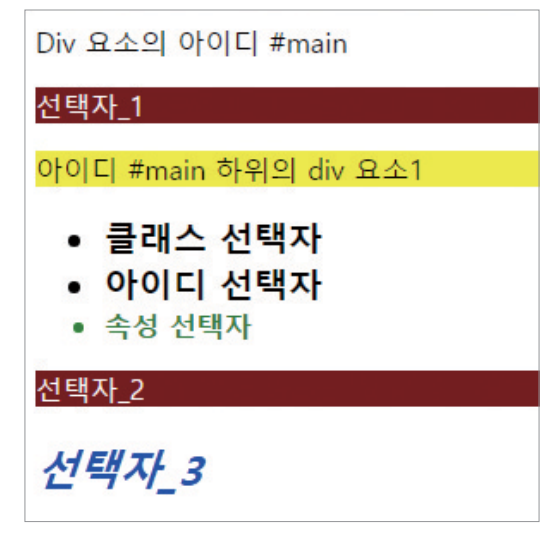 Div 요소의 아이디 #main
선택자_1
아이디 #main 하위의 div 요소1
클래스 선택자
아이디 선택자
속성 선택자
선택자_2
선택자_3